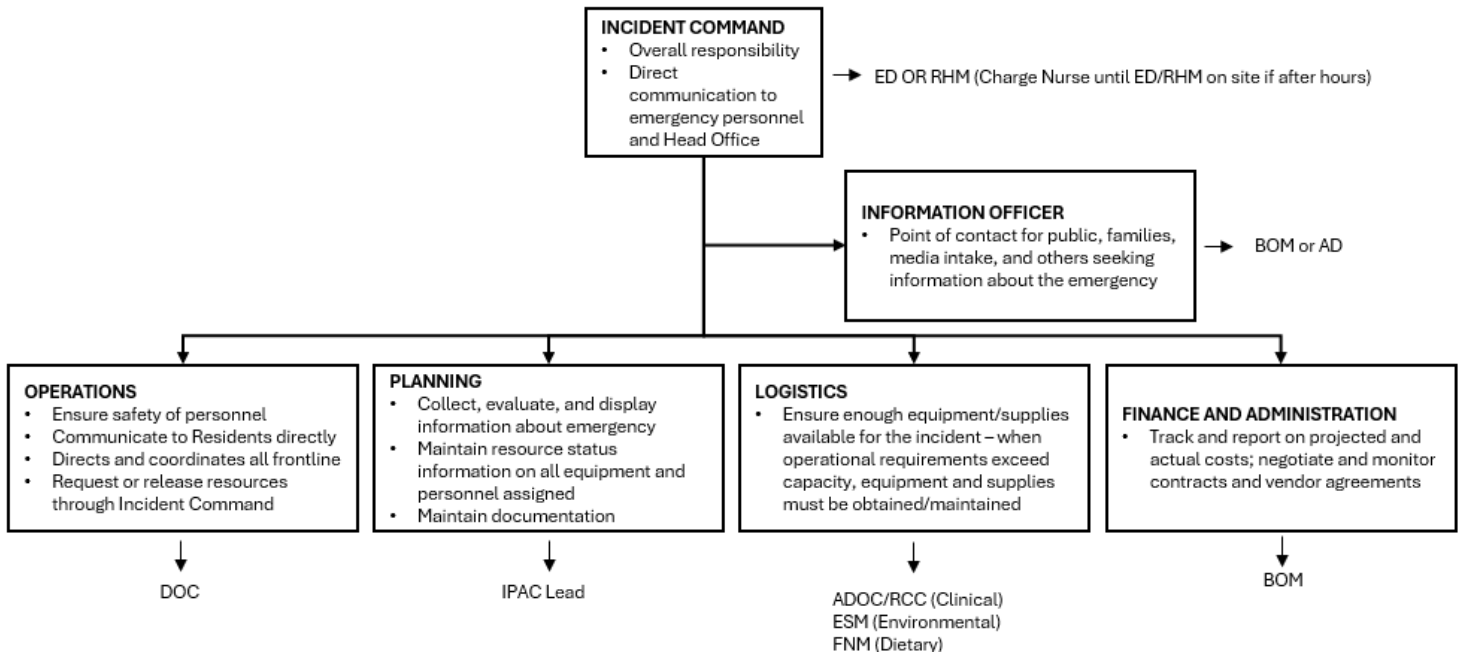 INCIDENT COMMAND
• Overall responsibility
• Direct
communication to
emergency personnel
and Head Office
ED OR RHM (Charge Nurse until ED/RHM on site if after hours)
INFORMATION OFFICER
• Point of contact for public, families,
media intake, and others seeking
information about the emergency
BOM or AD
OPERATIONS
• Ensure safety of personnel
• Communicate to Residents directly
• Directs and coordinates all frontline
• Request or release resources
through Incident Command
DOC
PLANNING
• Collect, evaluate, and display
information about emergency
• Maintain resource status
information on all equipment and
personnel assigned
• Maintain documentation
IPAC Lead
LOGISTICS
• Ensure enough equipment/supplies
available for the incident – when
operational requirements exceed
capacity, equipment and supplies
must be obtained/maintained
ADOC/RCC (Clinical)
ESM (Environmental)
FNM (Dietary)
FINANCE AND ADMINISTRATION
• Track and report on projected and
actual costs; negotiate and monitor
contracts and vendor agreements
BOM